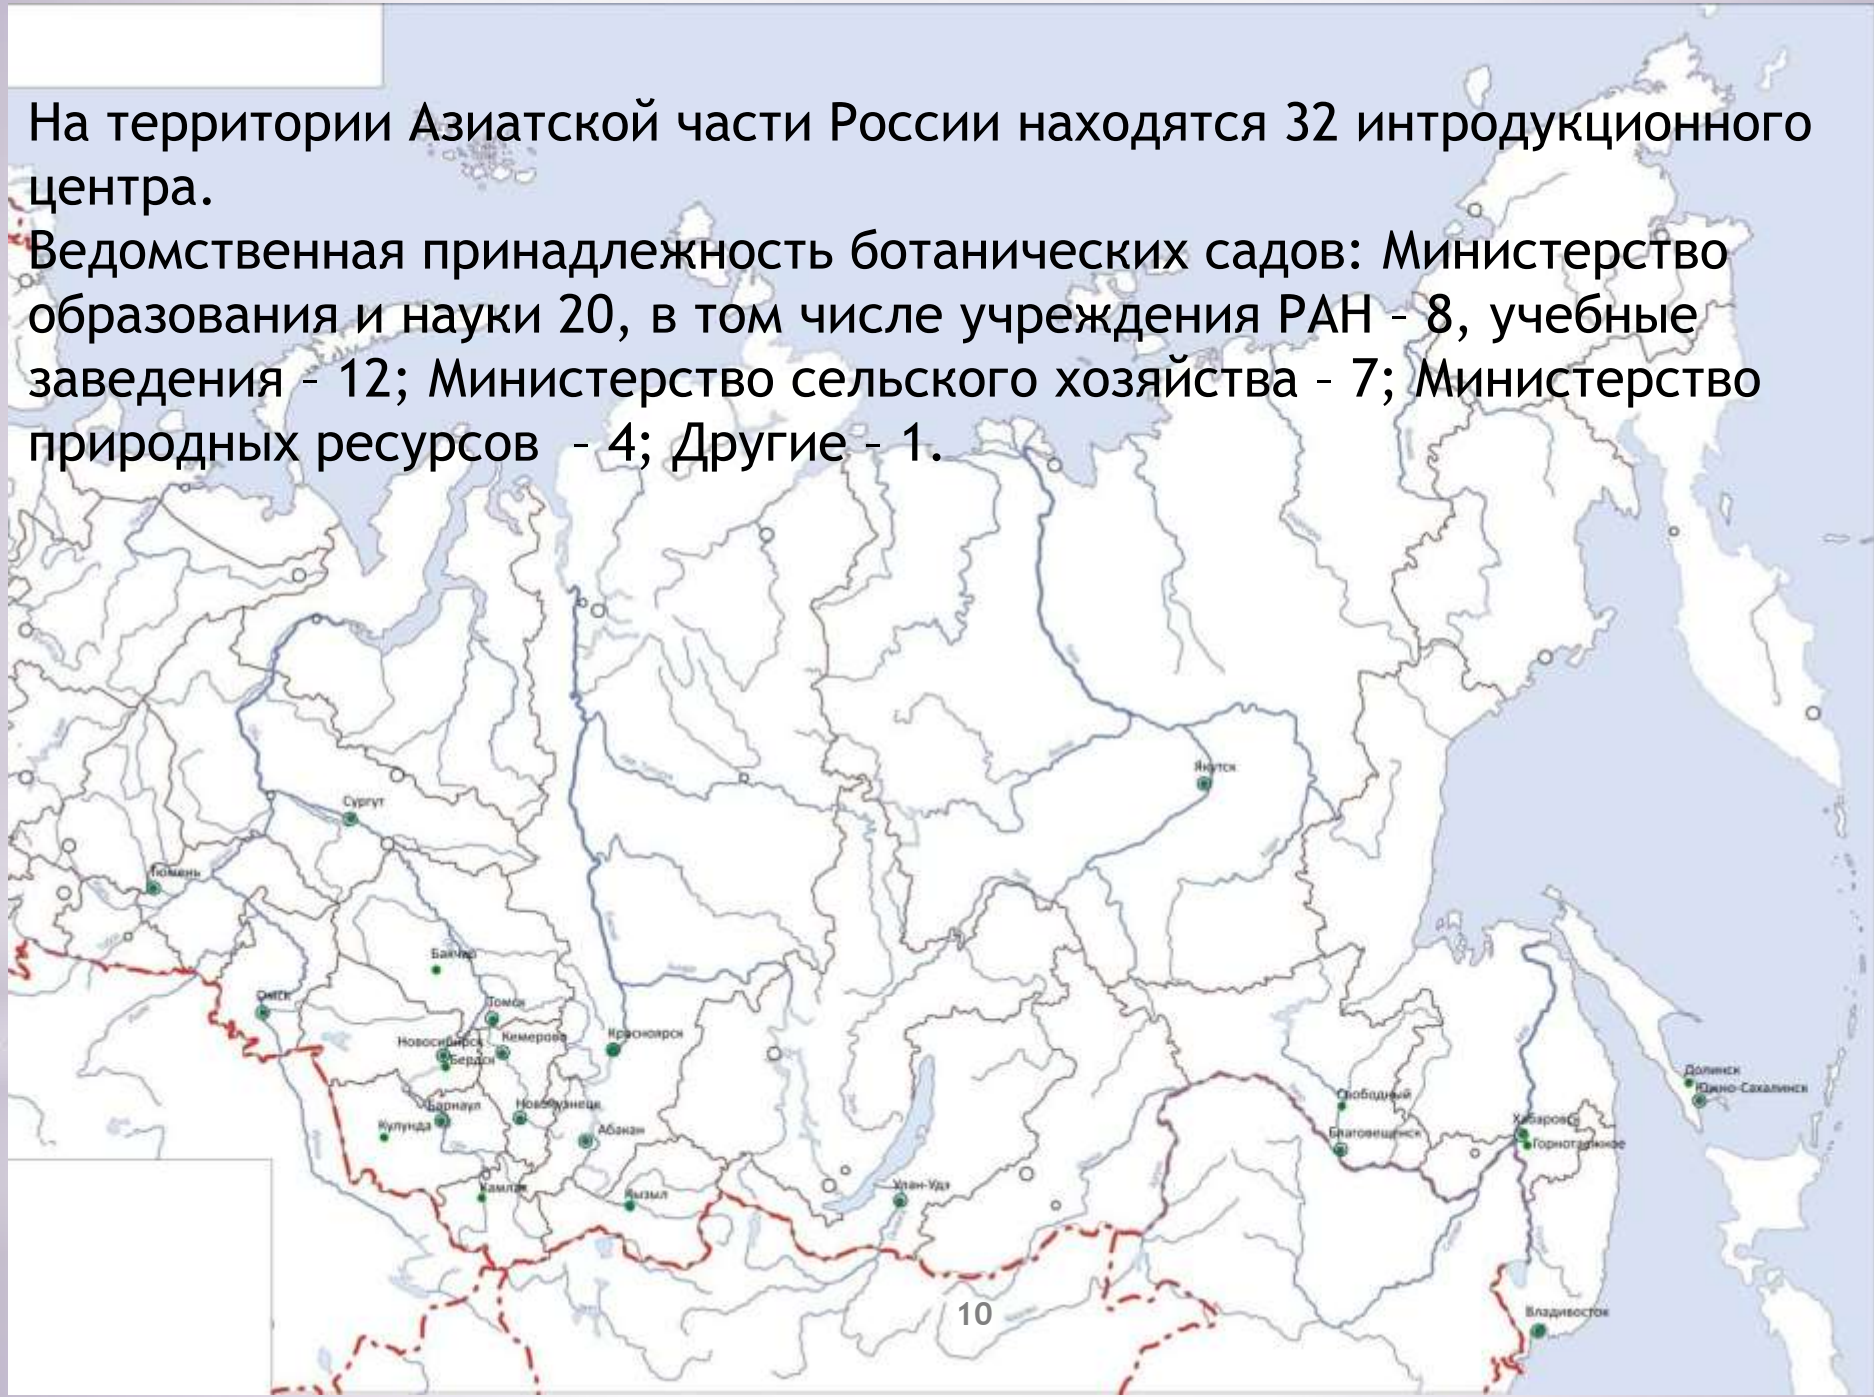 На территории Азиатской части России находятся 32 интродукционного
центра.
Ведомственная принадлежность ботанических садов: Министерство
образования и науки 20, в том числе учреждения РАН – 8, учебные
заведения – 12; Министерство сельского хозяйства – 7; Министерство
природных ресурсов – 4; Другие – 1.
Якутск
Сургут
Тюмень
Бакчар
Омск
Томск
Новосибирск
Кемерово
Красноярск
Бердск
Барнаул
Новокузнецк
Кулунда
Абакан
Камлак
Кызыл
Улан-Удэ
Свободный
Благовещенск
Хабаровск
Горнотаежное
Долинск
Южно-Сахалинск
Владивосток
10